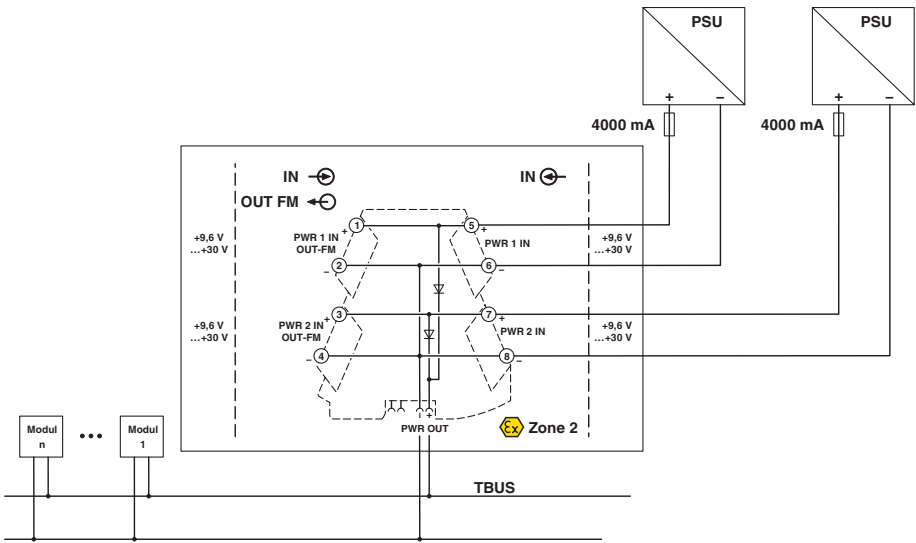 PSU
PSU
+ –
+ –
4000 mA
4000 mA
IN
IN
OUT FM
1
5
+
+
PWR 1 IN
OUT-FM
PWR 1 IN
+9,6 V
...+30 V
+9,6 V
...+30 V
–
2
6
–
3
7
+
+
PWR 2 IN
OUT-FM
PWR 2 IN
+9,6 V
...+30 V
+9,6 V
...+30 V
–
4
8
–
– +
PWR OUT
Ex Zone 2
Modul
n
•••
Modul
1
TBUS